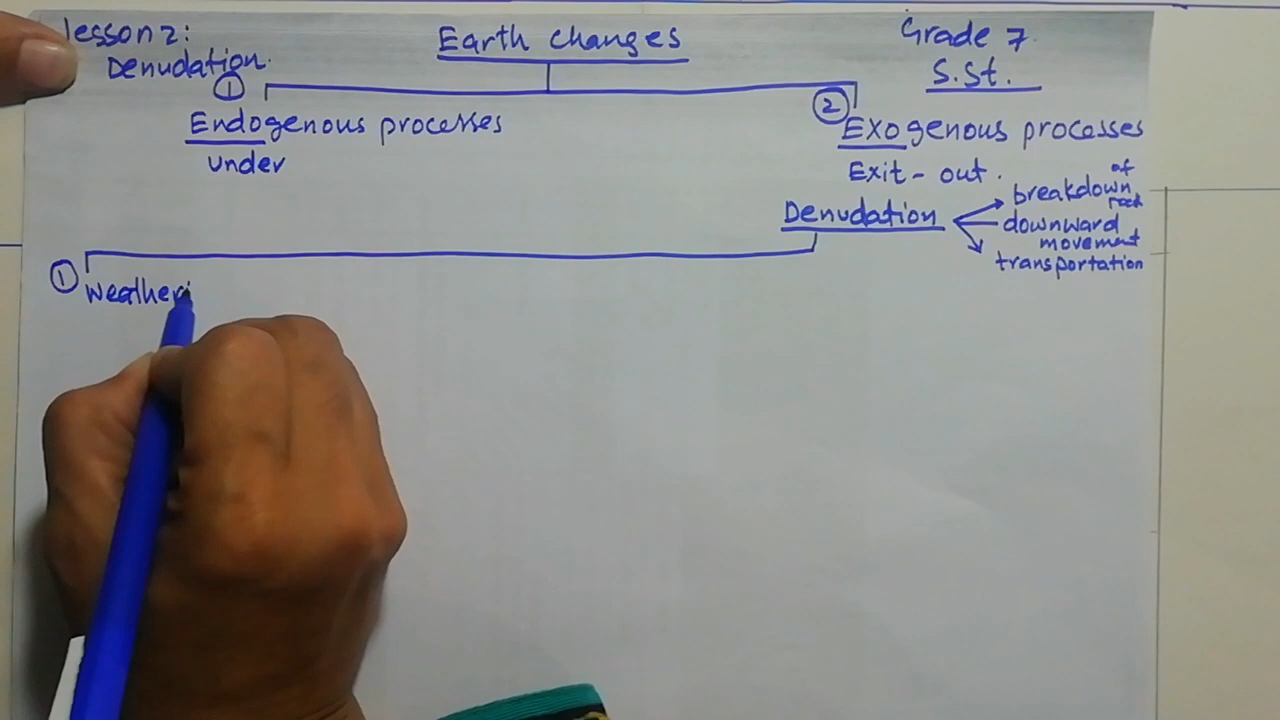 lesson 2:
Denudation.
Earth changes
Grade 7
S.St.
1
Endogenous processes
under
2
Exogenous processes
Exit - out.
Denudation
breakdown of rock
downward
movement
transportation
1
Weatheri